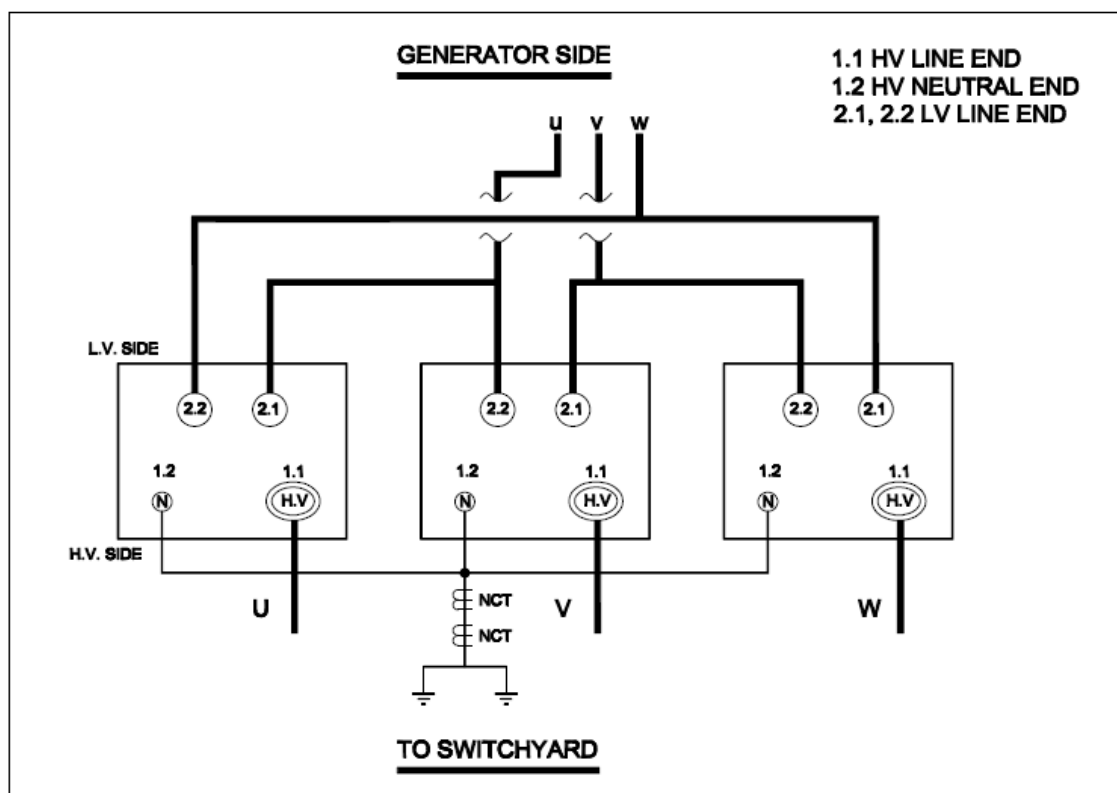 GENERATOR SIDE
1.1 HV LINE END
1.2 HV NEUTRAL END
2.1, 2.2 LV LINE END
u v w
L.V. SIDE
2.2 2.1 2.2 2.1 2.2 2.1
1.2 1.1 1.2 1.1 1.2 1.1
N H.V N H.V N H.V
H.V. SIDE
U NCT V W
NCT
TO SWITCHYARD